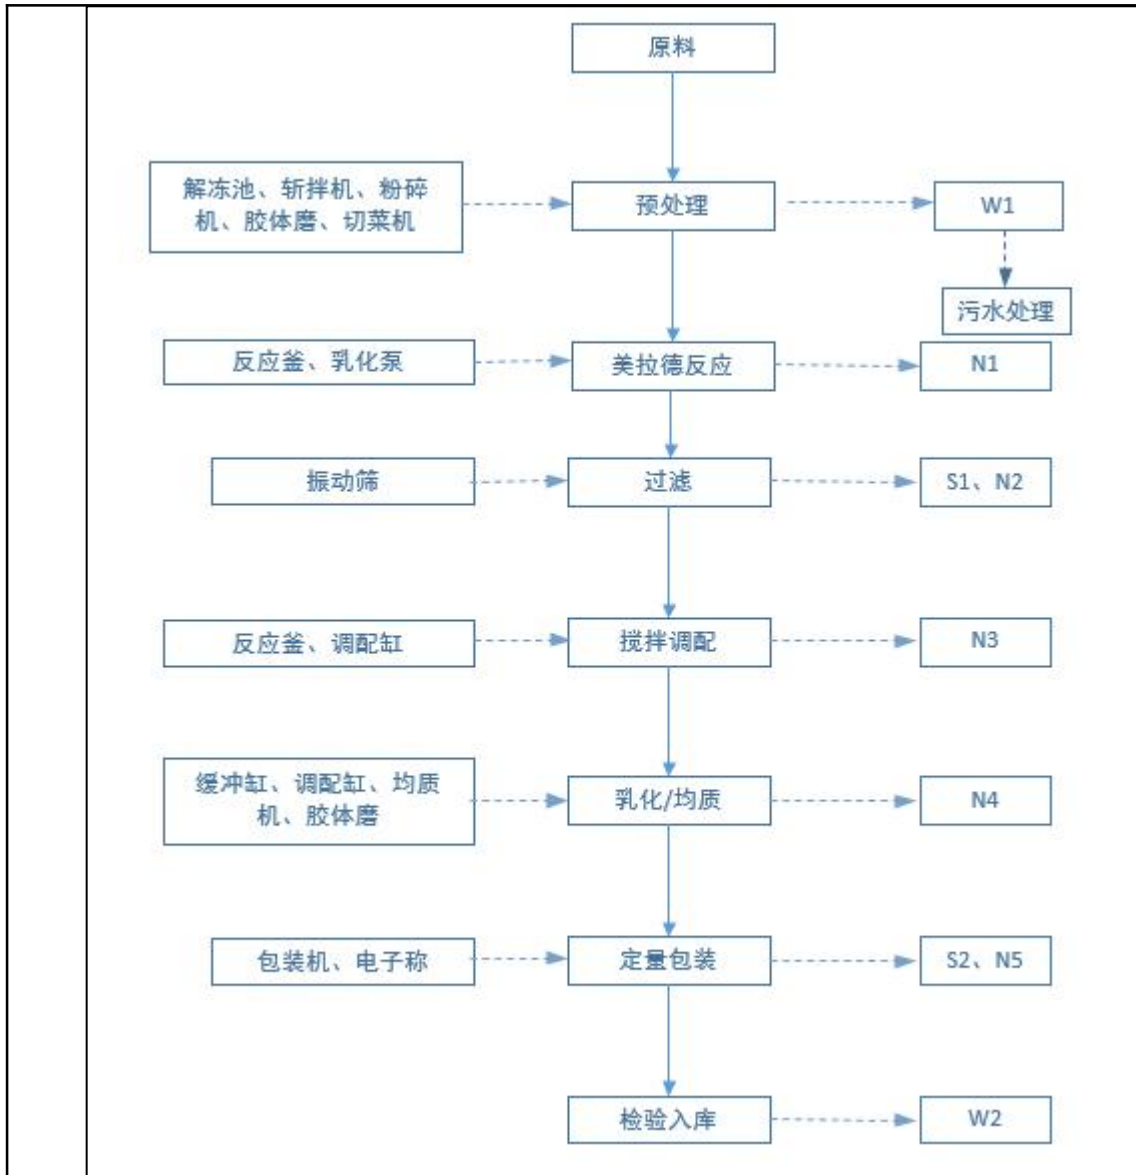 原料
解冻池、斩拌机、粉碎
机、胶体磨、切菜机
预处理
W1
污水处理
反应釜、乳化泵
美拉德反应
N1
振动筛
过滤
S1、N2
反应釜、调配缸
搅拌调配
N3
缓冲缸、调配缸、均质
机、胶体磨
乳化/均质
N4
包装机、电子称
定量包装
S2、N5
检验入库
W2